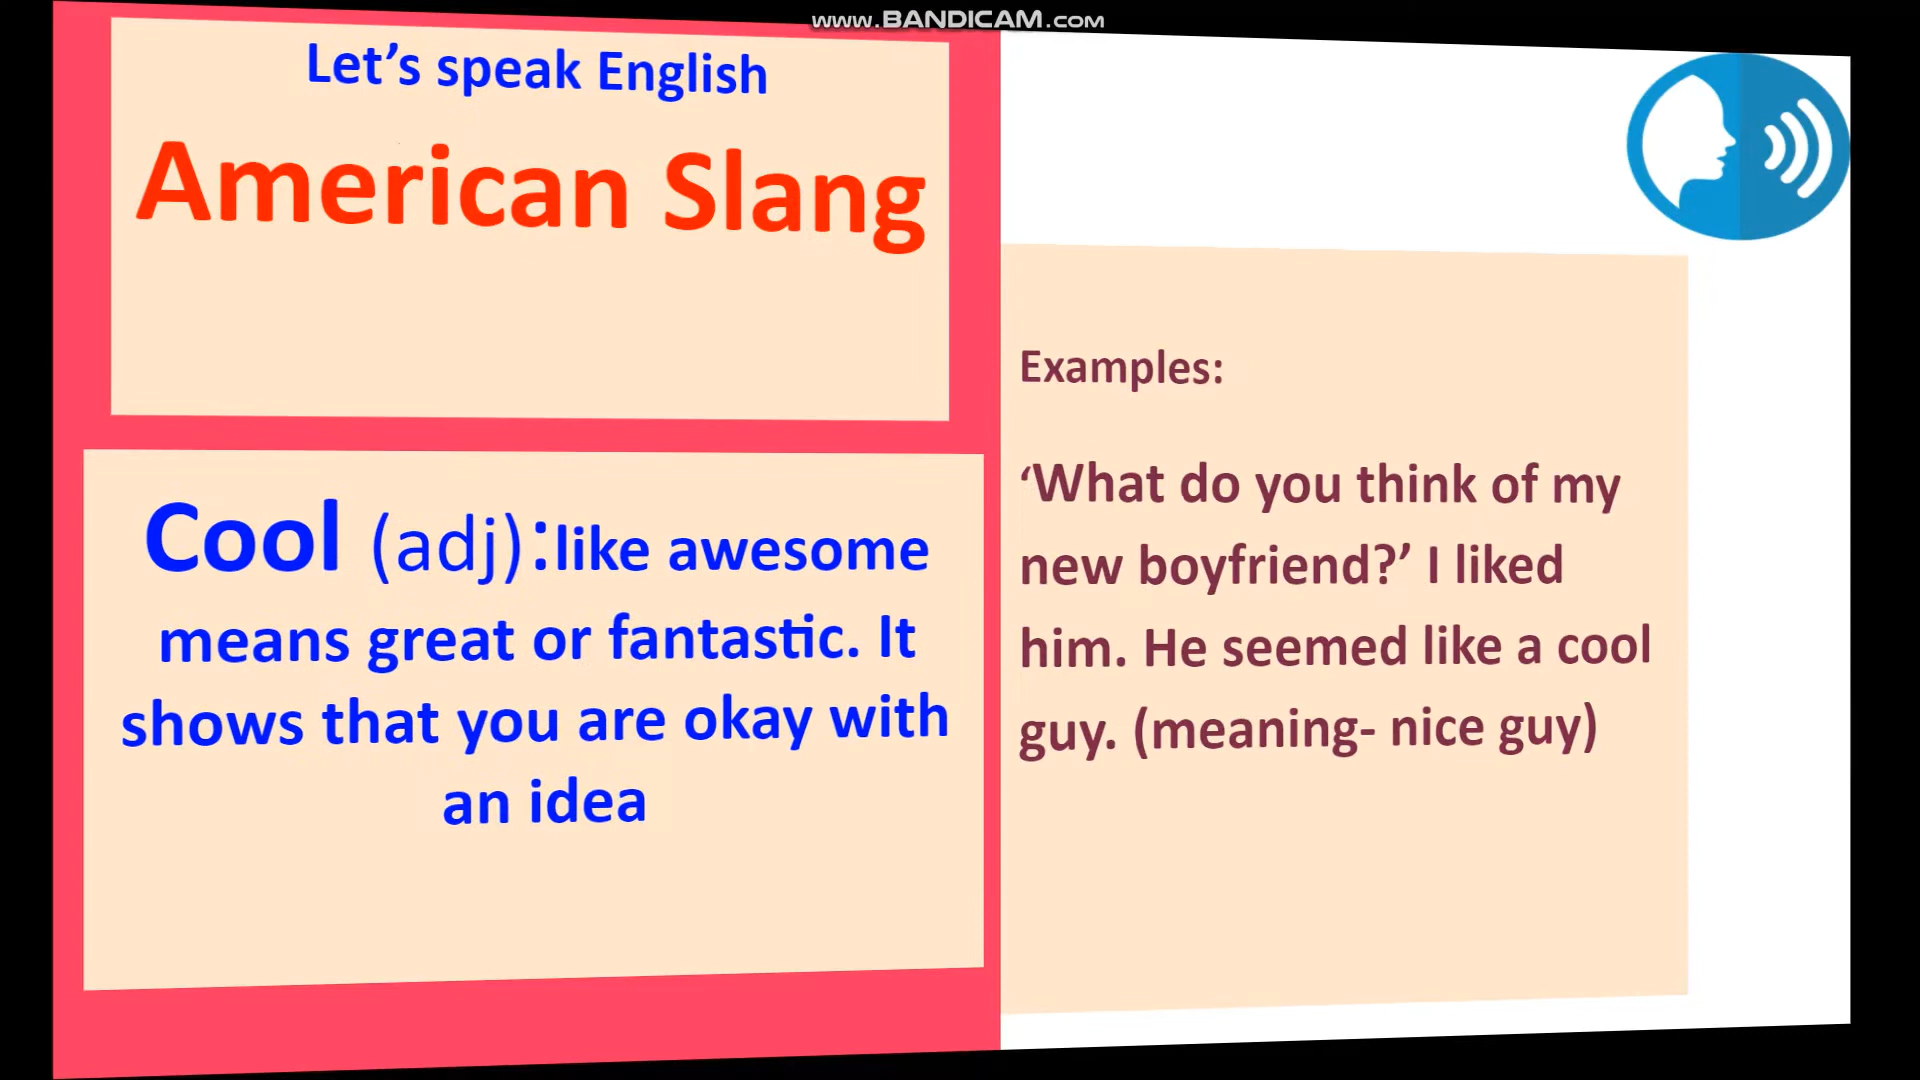 www.BANDICAM.com
Let’s speak English
American Slang
Cool (adj):like awesome
means great or fantastic. It
shows that you are okay with
an idea
Examples:
‘What do you think of my
new boyfriend?’ I liked
him. He seemed like a cool
guy. (meaning- nice guy)